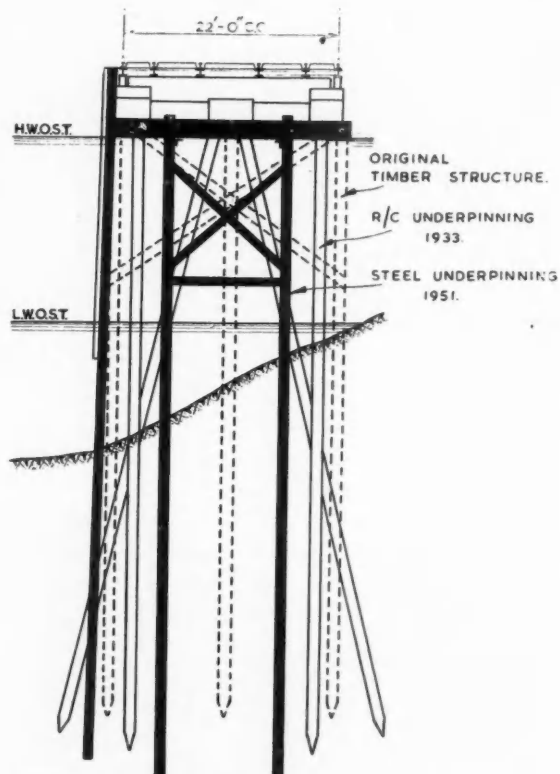 22'-0" C.C
H.W.O.S.T.
ORIGINAL
TIMBER STRUCTURE.
R/C UNDERPINNING
1933.
STEEL UNDERPINNING
1951.
L.W.O.S.T.